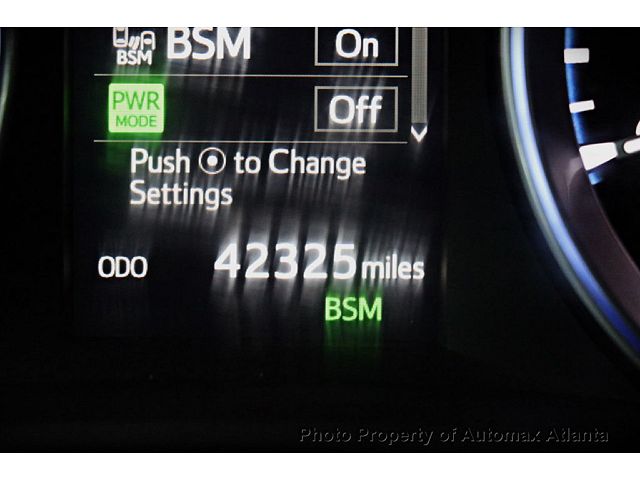 BSM BSM On
PWR MODE Off
Push to Change
Settings
ODO 42325 miles
BSM
Photo Property of Automax Atlanta